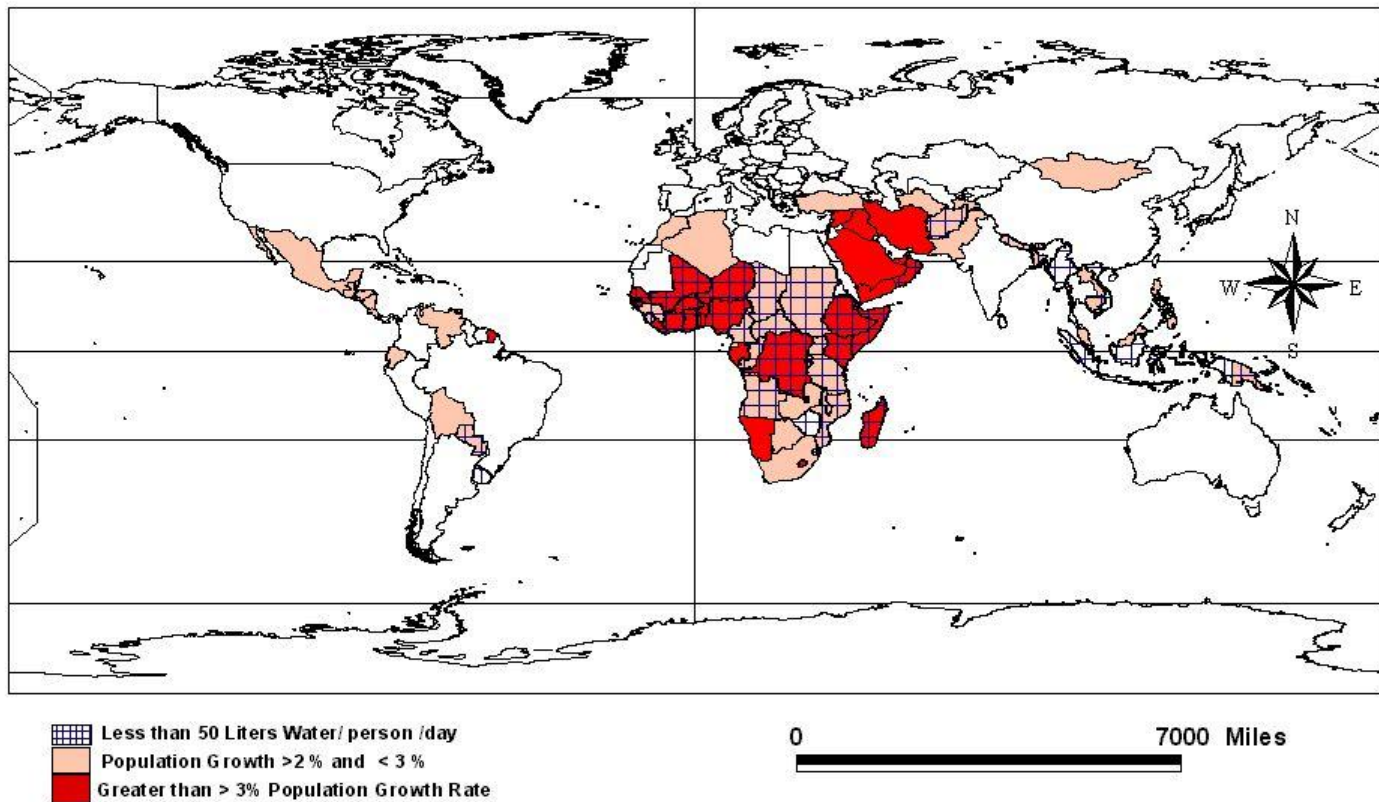 N
W E
S
Less than 50 Liters Water/ person /day
Population Growth >2 % and < 3 %
Greater than > 3% Population Growth Rate
0 7000 Miles